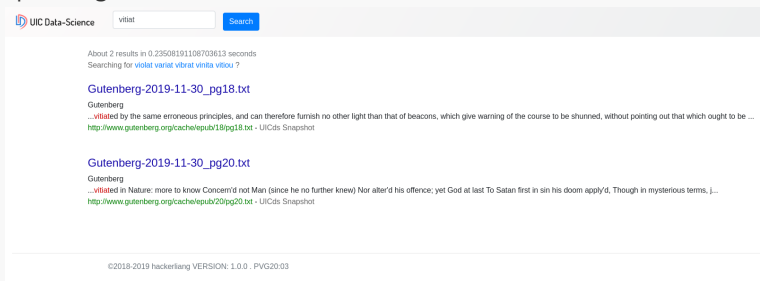 UIC Data-Science vitiat Search
About 2 results in 0.23508191108703613 seconds
Searching for violat variat vibrat vinita vitiou ?
Gutenberg-2019-11-30_pg18.txt
Gutenberg
...vitiated by the same erroneous principles, and can therefore furnish no other light than that of beacons, which give warning of the course to be shunned, without pointing out that which ought to be ...
http://www.gutenberg.org/cache/epub/18/pg18.txt - UICds Snapshot
Gutenberg-2019-11-30_pg20.txt
Gutenberg
...vitiated in Nature: more to know Concern'd not Man (since he no further knew) Nor alter'd his offence; yet God at last To Satan first in sin his doom apply'd, Though in mysterious terms, j...
http://www.gutenberg.org/cache/epub/20/pg20.txt - UICds Snapshot
©2018-2019 hackerliang VERSION: 1.0.0 . PVG20:03